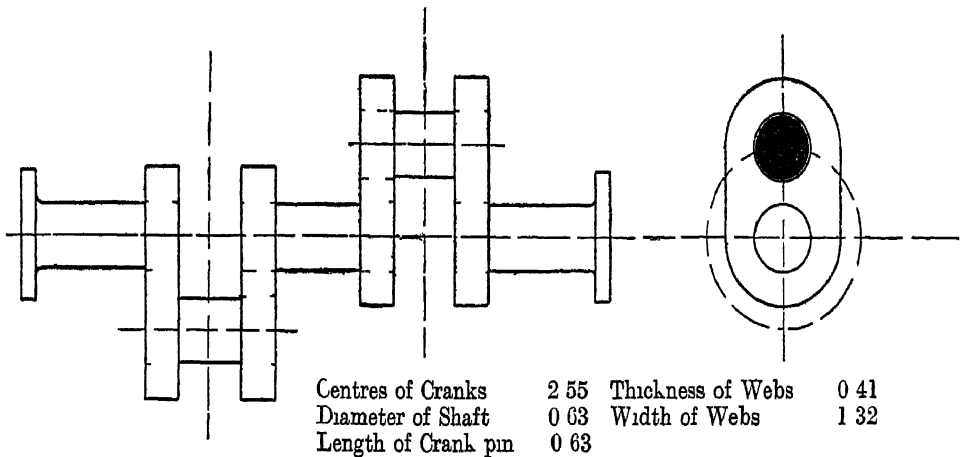 Centres of Cranks 2 55 Thickness of Webs 0 41
Diameter of Shaft 0 63 Width of Webs 1 32
Length of Crank pin 0 63